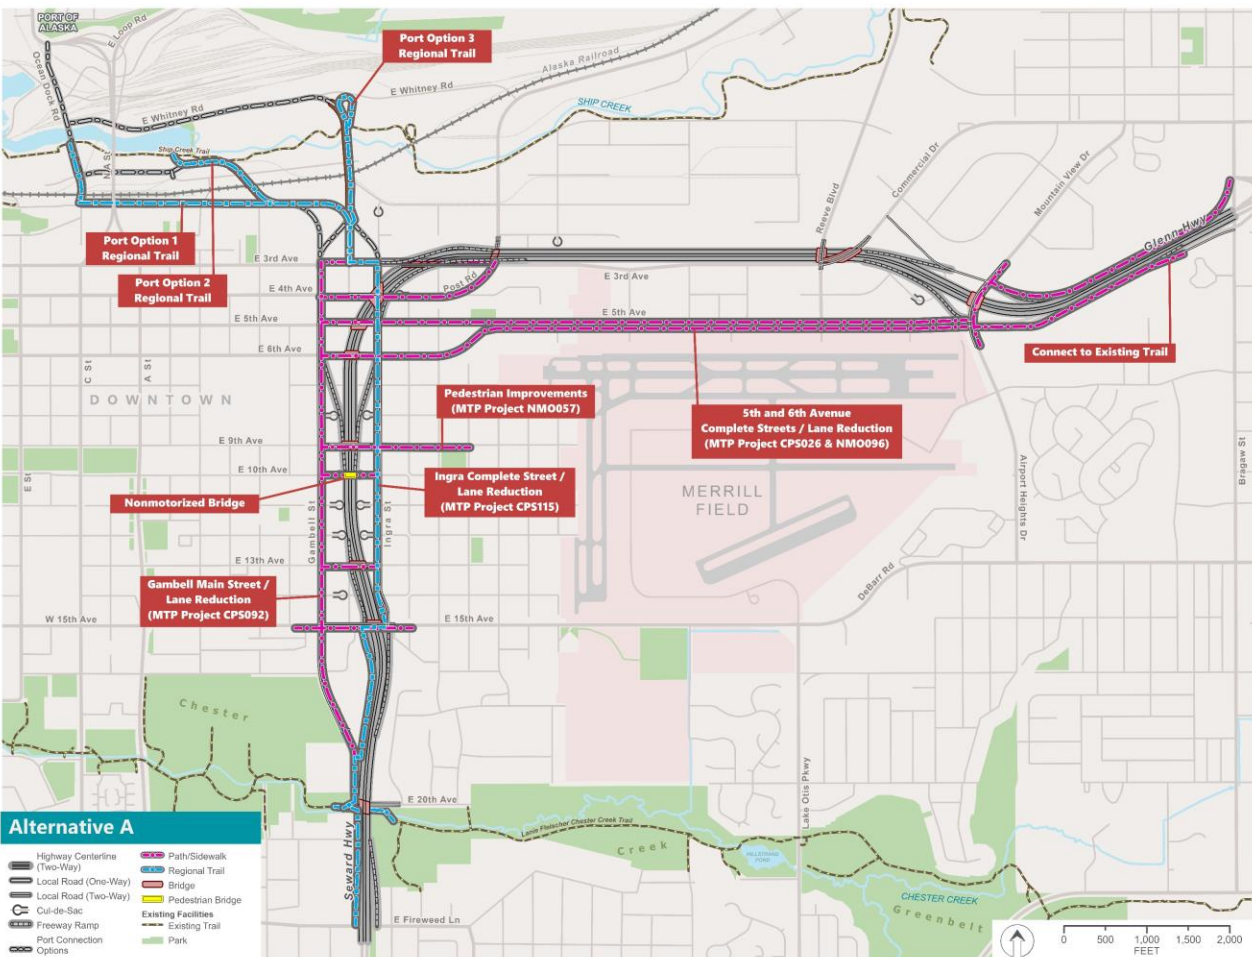 PORT OF
ALASKA
E Loop Rd
Ocean Dock Rd
Port Option 3
Regional Trail
Alaska Railroad
E Whitney Rd
E Whitney Rd
SHIP CREEK
Ship Creek Trail
N A St
Commercial Dr
Mountain View Dr
Reeve Blvd
Port Option 1
Regional Trail
Port Option 2
Regional Trail
Glenn Hwy
E 3rd Ave
E 3rd Ave
Post Rd
E 4th Ave
E 5th Ave
E 5th Ave
E 6th Ave
Connect to Existing Trail
C St
A St
DOWNTOWN
Pedestrian Improvements
(MTP Project NMO057)
5th and 6th Avenue
Complete Streets / Lane Reduction
(MTP Project CPS026 & NMO096)
E 9th Ave
E 10th Ave
E St
Bragaw St
Airport Heights Dr
Ingra Complete Street /
Lane Reduction
(MTP Project CPS115)
Nonmotorized Bridge
MERRILL
FIELD
Gambell St
Ingra St
E 13th Ave
DeBarr Rd
Gambell Main Street /
Lane Reduction
(MTP Project CPS092)
W 15th Ave
E 15th Ave
Chester
Lake Otis Pkwy
E 20th Ave
Lanie Fleischer Chester Creek Trail
Creek
HILLSTRAND
POND
CHESTER CREEK
Greenbelt
Seward Hwy
E Fireweed Ln
Alternative A
Highway Centerline
(Two-Way)
Local Road (One-Way)
Local Road (Two-Way)
Cul-de-Sac
Freeway Ramp
Port Connection
Options
Path/Sidewalk
Regional Trail
Bridge
Pedestrian Bridge
Existing Facilities
Existing Trail
Park
0 500 1,000 1,500 2,000
FEET